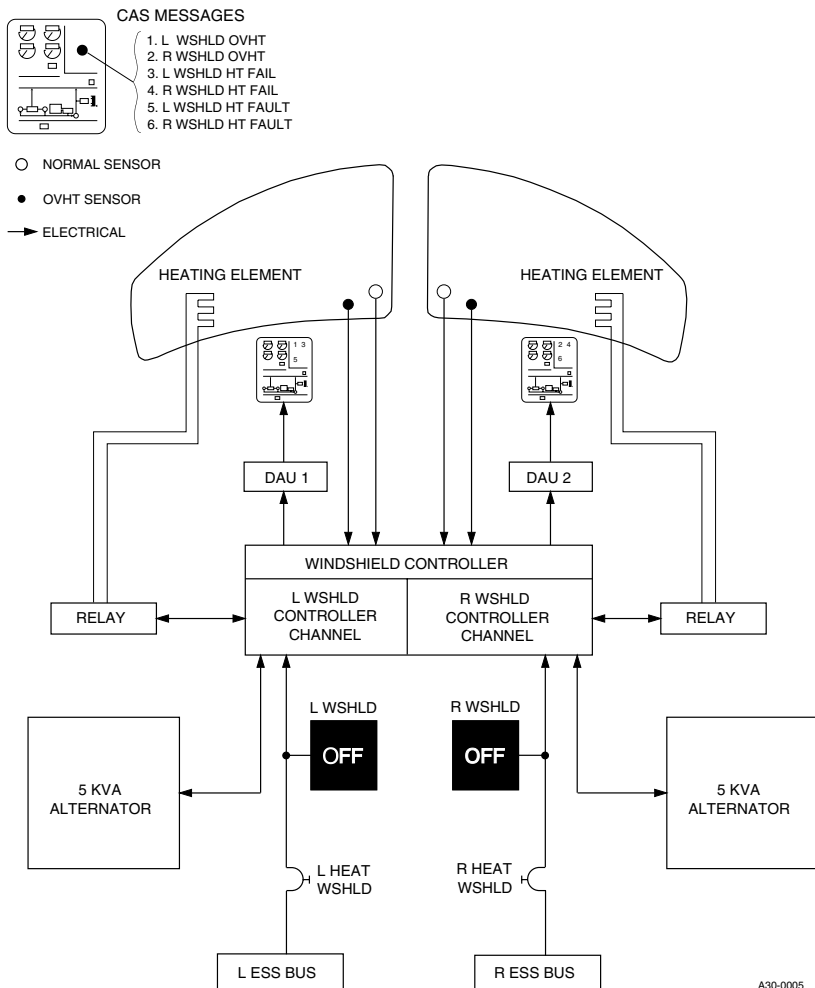 CAS MESSAGES
1. L WSHLD OVHT
2. R WSHLD OVHT
3. L WSHLD HT FAIL
4. R WSHLD HT FAIL
5. L WSHLD HT FAULT
6. R WSHLD HT FAULT
NORMAL SENSOR
OVHT SENSOR
ELECTRICAL
HEATING ELEMENT
HEATING ELEMENT
1 3
5
2 4
6
DAU 1
DAU 2
WINDSHIELD CONTROLLER
L WSHLD
CONTROLLER
CHANNEL
R WSHLD
CONTROLLER
CHANNEL
RELAY
RELAY
L WSHLD
R WSHLD
OFF
OFF
5 KVA
ALTERNATOR
5 KVA
ALTERNATOR
L HEAT
WSHLD
R HEAT
WSHLD
L ESS BUS
R ESS BUS
A30-0005